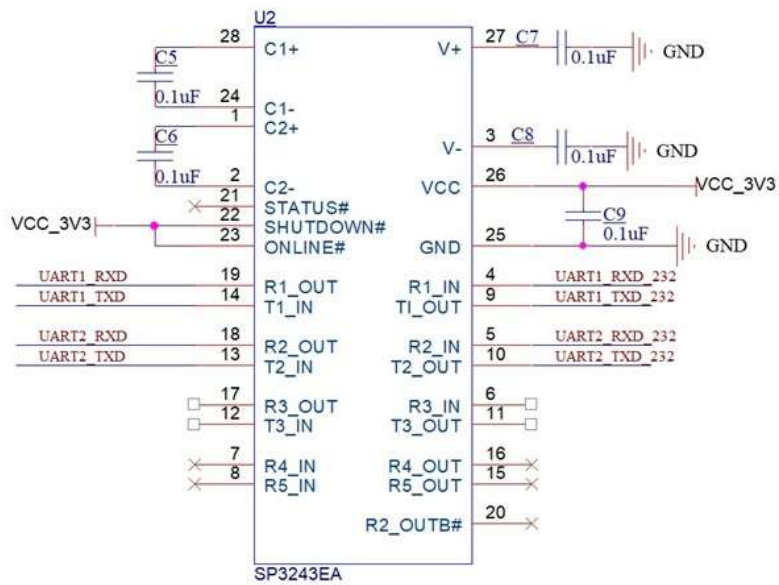 U2
28 C1+ V+ 27 C7 0.1uF GND
C5
0.1uF
24 C1-
1 C2+
C6
0.1uF
V- 3 C8 0.1uF GND
2 C2- VCC 26 VCC_3V3
21 STATUS#
VCC_3V3 22 SHUTDOWN# C9
0.1uF
23 ONLINE# GND 25 GND
UART1_RXD 19 R1_OUT R1_IN 4 UART1_RXD_232
UART1_TXD 14 T1_IN TI_OUT 9 UART1_TXD_232
UART2_RXD 18 R2_OUT R2_IN 5 UART2_RXD_232
UART2_TXD 13 T2_IN T2_OUT 10 UART2_TXD_232
17 R3_OUT R3_IN 6
12 T3_IN T3_OUT 11
7 R4_IN R4_OUT 16
8 R5_IN R5_OUT 15
R2_OUTB# 20
SP3243EA